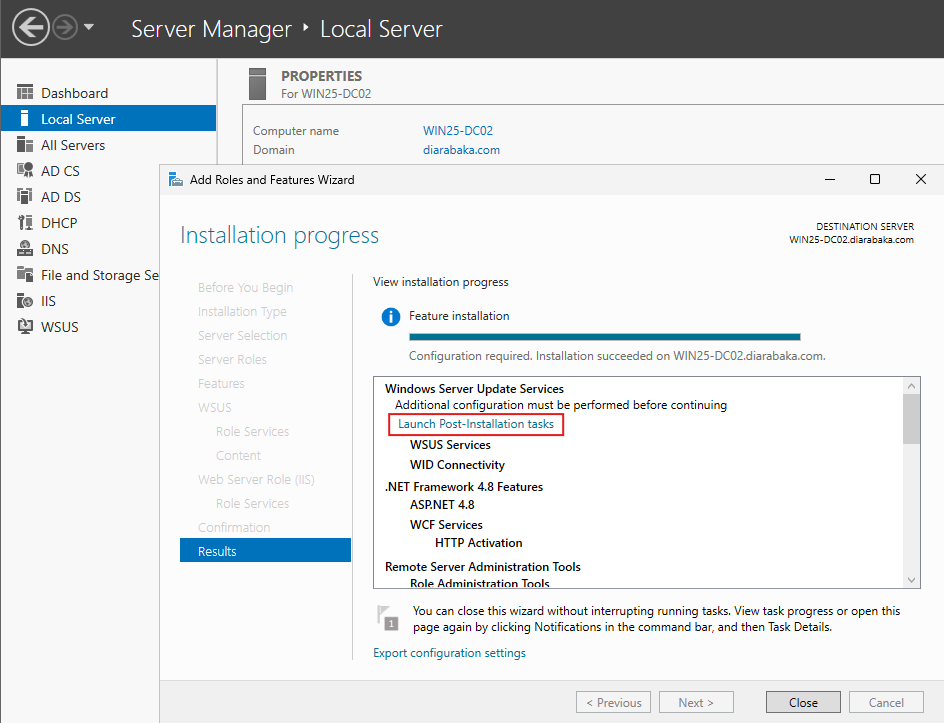 Server Manager ‣ Local Server
Dashboard
Local Server
All Servers
AD CS
AD DS
DHCP
DNS
File and Storage Se
IIS
WSUS
PROPERTIES
For WIN25-DC02
Computer name WIN25-DC02
Domain diarabaka.com
Add Roles and Features Wizard
Installation progress
DESTINATION SERVER
WIN25-DC02.diarabaka.com
Before You Begin
Installation Type
Server Selection
Server Roles
Features
WSUS
Role Services
Content
Web Server Role (IIS)
Role Services
Confirmation
Results
View installation progress
Feature installation
Configuration required. Installation succeeded on WIN25-DC02.diarabaka.com.
Windows Server Update Services
Additional configuration must be performed before continuing
Launch Post-Installation tasks
WSUS Services
WID Connectivity
.NET Framework 4.8 Features
ASP.NET 4.8
WCF Services
HTTP Activation
Remote Server Administration Tools
Role Administration Tools
1
You can close this wizard without interrupting running tasks. View task progress or open this
page again by clicking Notifications in the command bar, and then Task Details.
Export configuration settings
< Previous
Next >
Close
Cancel